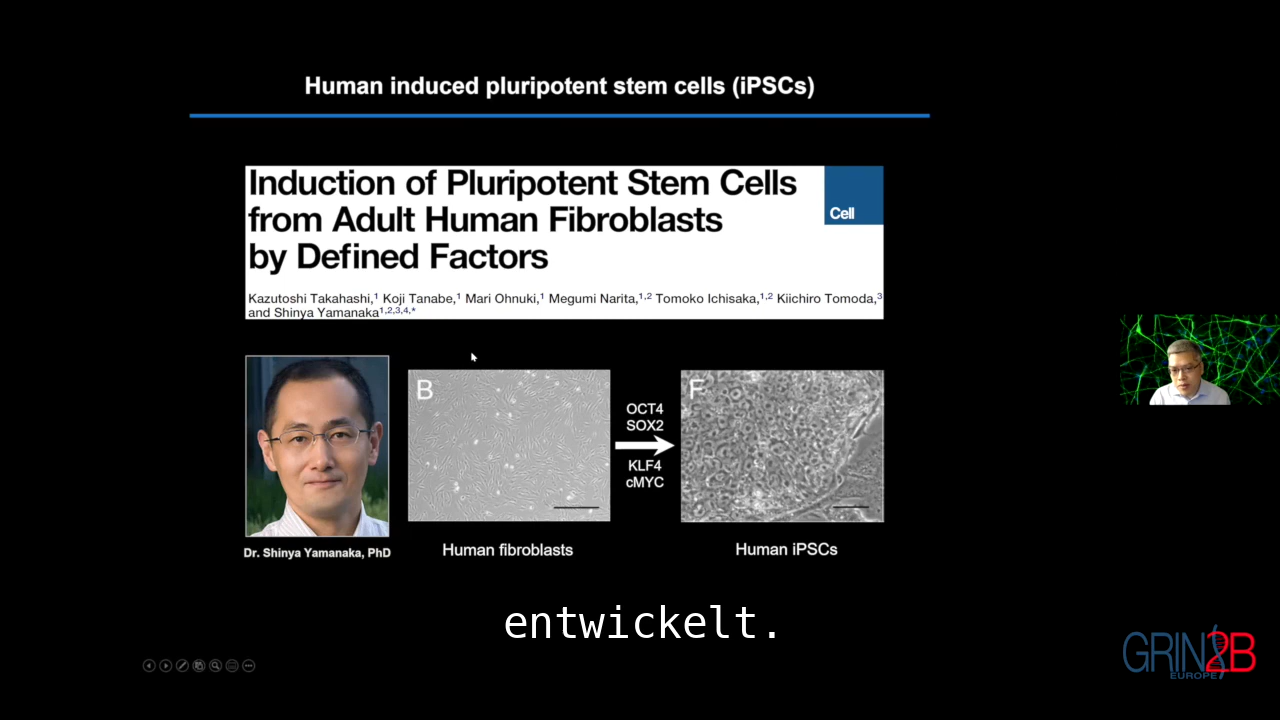 Human induced pluripotent stem cells (iPSCs)
Induction of Pluripotent Stem Cells
from Adult Human Fibroblasts
by Defined Factors
Cell
Kazutoshi Takahashi,1 Koji Tanabe,1 Mari Ohnuki,1 Megumi Narita,1,2 Tomoko Ichisaka,1,2 Kiichiro Tomoda,3
and Shinya Yamanaka1,2,3,4,*
B
OCT4
SOX2
KLF4
cMYC
F
Dr. Shinya Yamanaka, PhD
Human fibroblasts
Human iPSCs
entwickelt.
GRIN2B
EUROPE